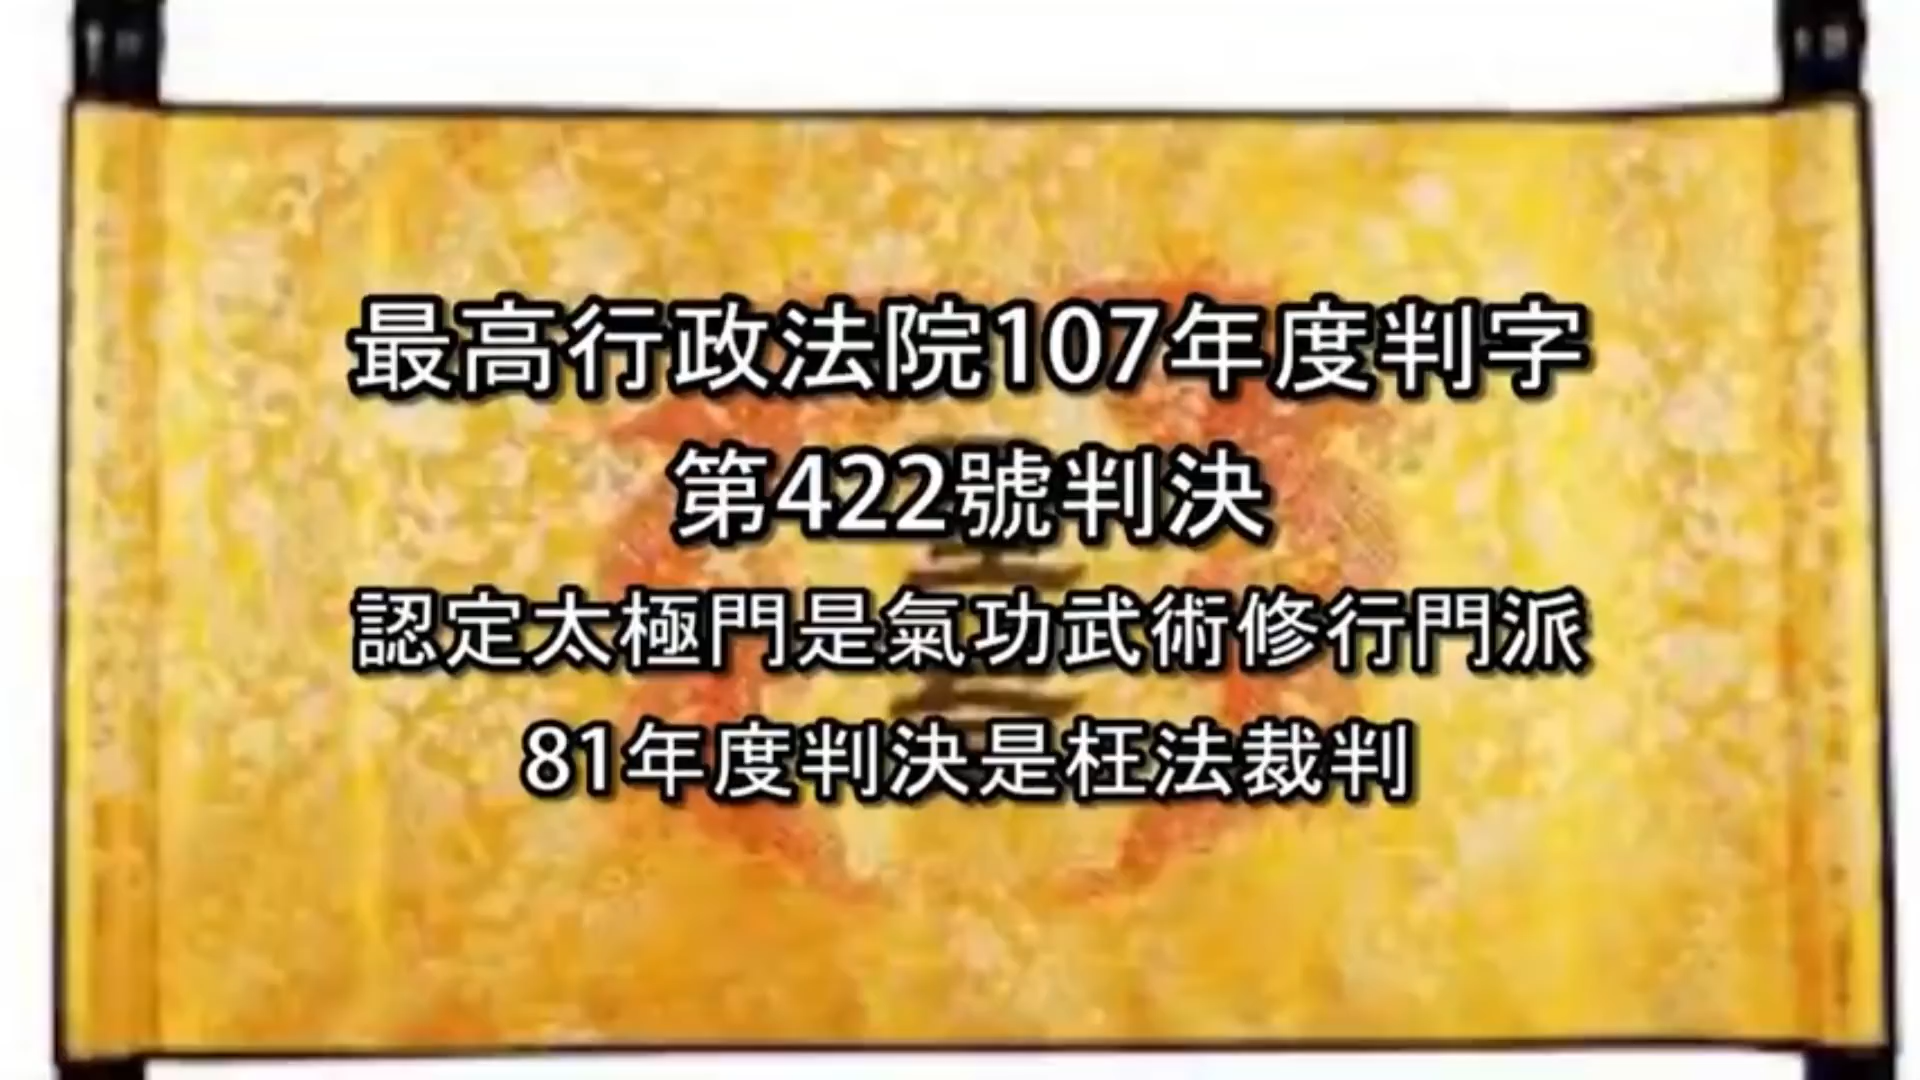 最高行政法院107年度判字
第422號判決
認定太極門是氣功武術修行門派
81年度判決是枉法裁判